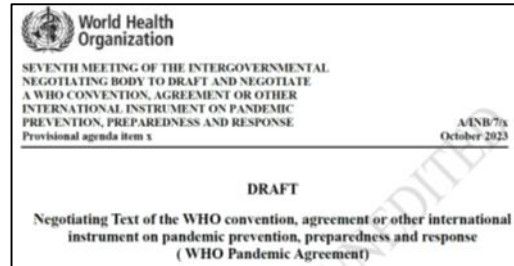 World Health
Organization
SEVENTH MEETING OF THE INTERGOVERNMENTAL
NEGOTIATING BODY TO DRAFT AND NEGOTIATE
A WHO CONVENTION, AGREEMENT OR OTHER
INTERNATIONAL INSTRUMENT ON PANDEMIC
PREVENTION, PREPAREDNESS AND RESPONSE A/INB/7/x
Provisional agenda item x October 2023
DRAFT
Negotiating Text of the WHO convention, agreement or other international
instrument on pandemic prevention, preparedness and response
( WHO Pandemic Agreement)